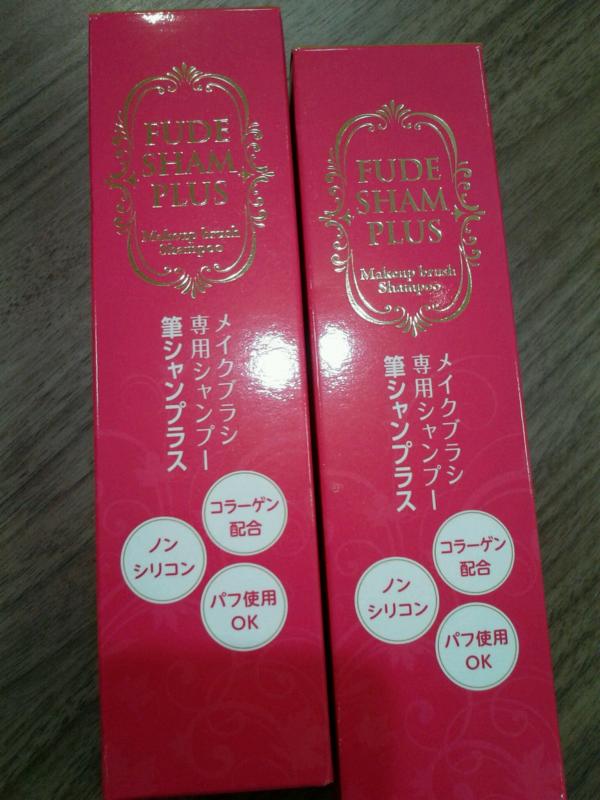 FUDE
SHAM
PLUS
Makeup brush
Shampoo
メイクブラシ
専用シャンプー
筆シャンプラス
コラーゲン
配合
ノン
シリコン
パフ使用
OK
FUDE
SHAM
PLUS
Makeup brush
Shampoo
メイクブラシ
専用シャンプー
筆シャンプラス
コラーゲン
配合
ノン
シリコン
パフ使用
OK